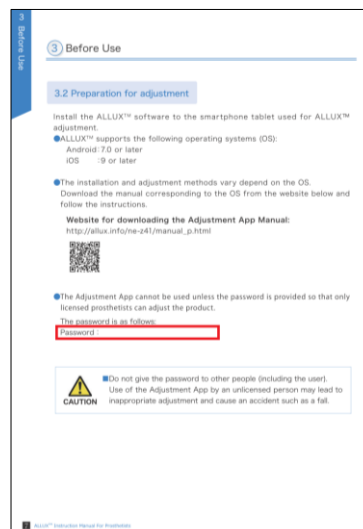 3
Before Use
3 Before Use
3.2 Preparation for adjustment
Install the ALLUX™ software to the smartphone tablet used for ALLUX™
adjustment.
●ALLUX™ supports the following operating systems (OS):
Android:7.0 or later
iOS :9 or later
●The installation and adjustment methods vary depend on the OS.
Download the manual corresponding to the OS from the website below and
follow the instructions.
Website for downloading the Adjustment App Manual:
http://allux.info/ne-z41/manual_p.html
●The Adjustment App cannot be used unless the password is provided so that only
licensed prosthetists can adjust the product.
The password is as follows:
Password :
CAUTION
■Do not give the password to other people (including the user).
Use of the Adjustment App by an unlicensed person may lead to
inappropriate adjustment and cause an accident such as a fall.
7 ALLUX™ Instruction Manual for Prosthetists